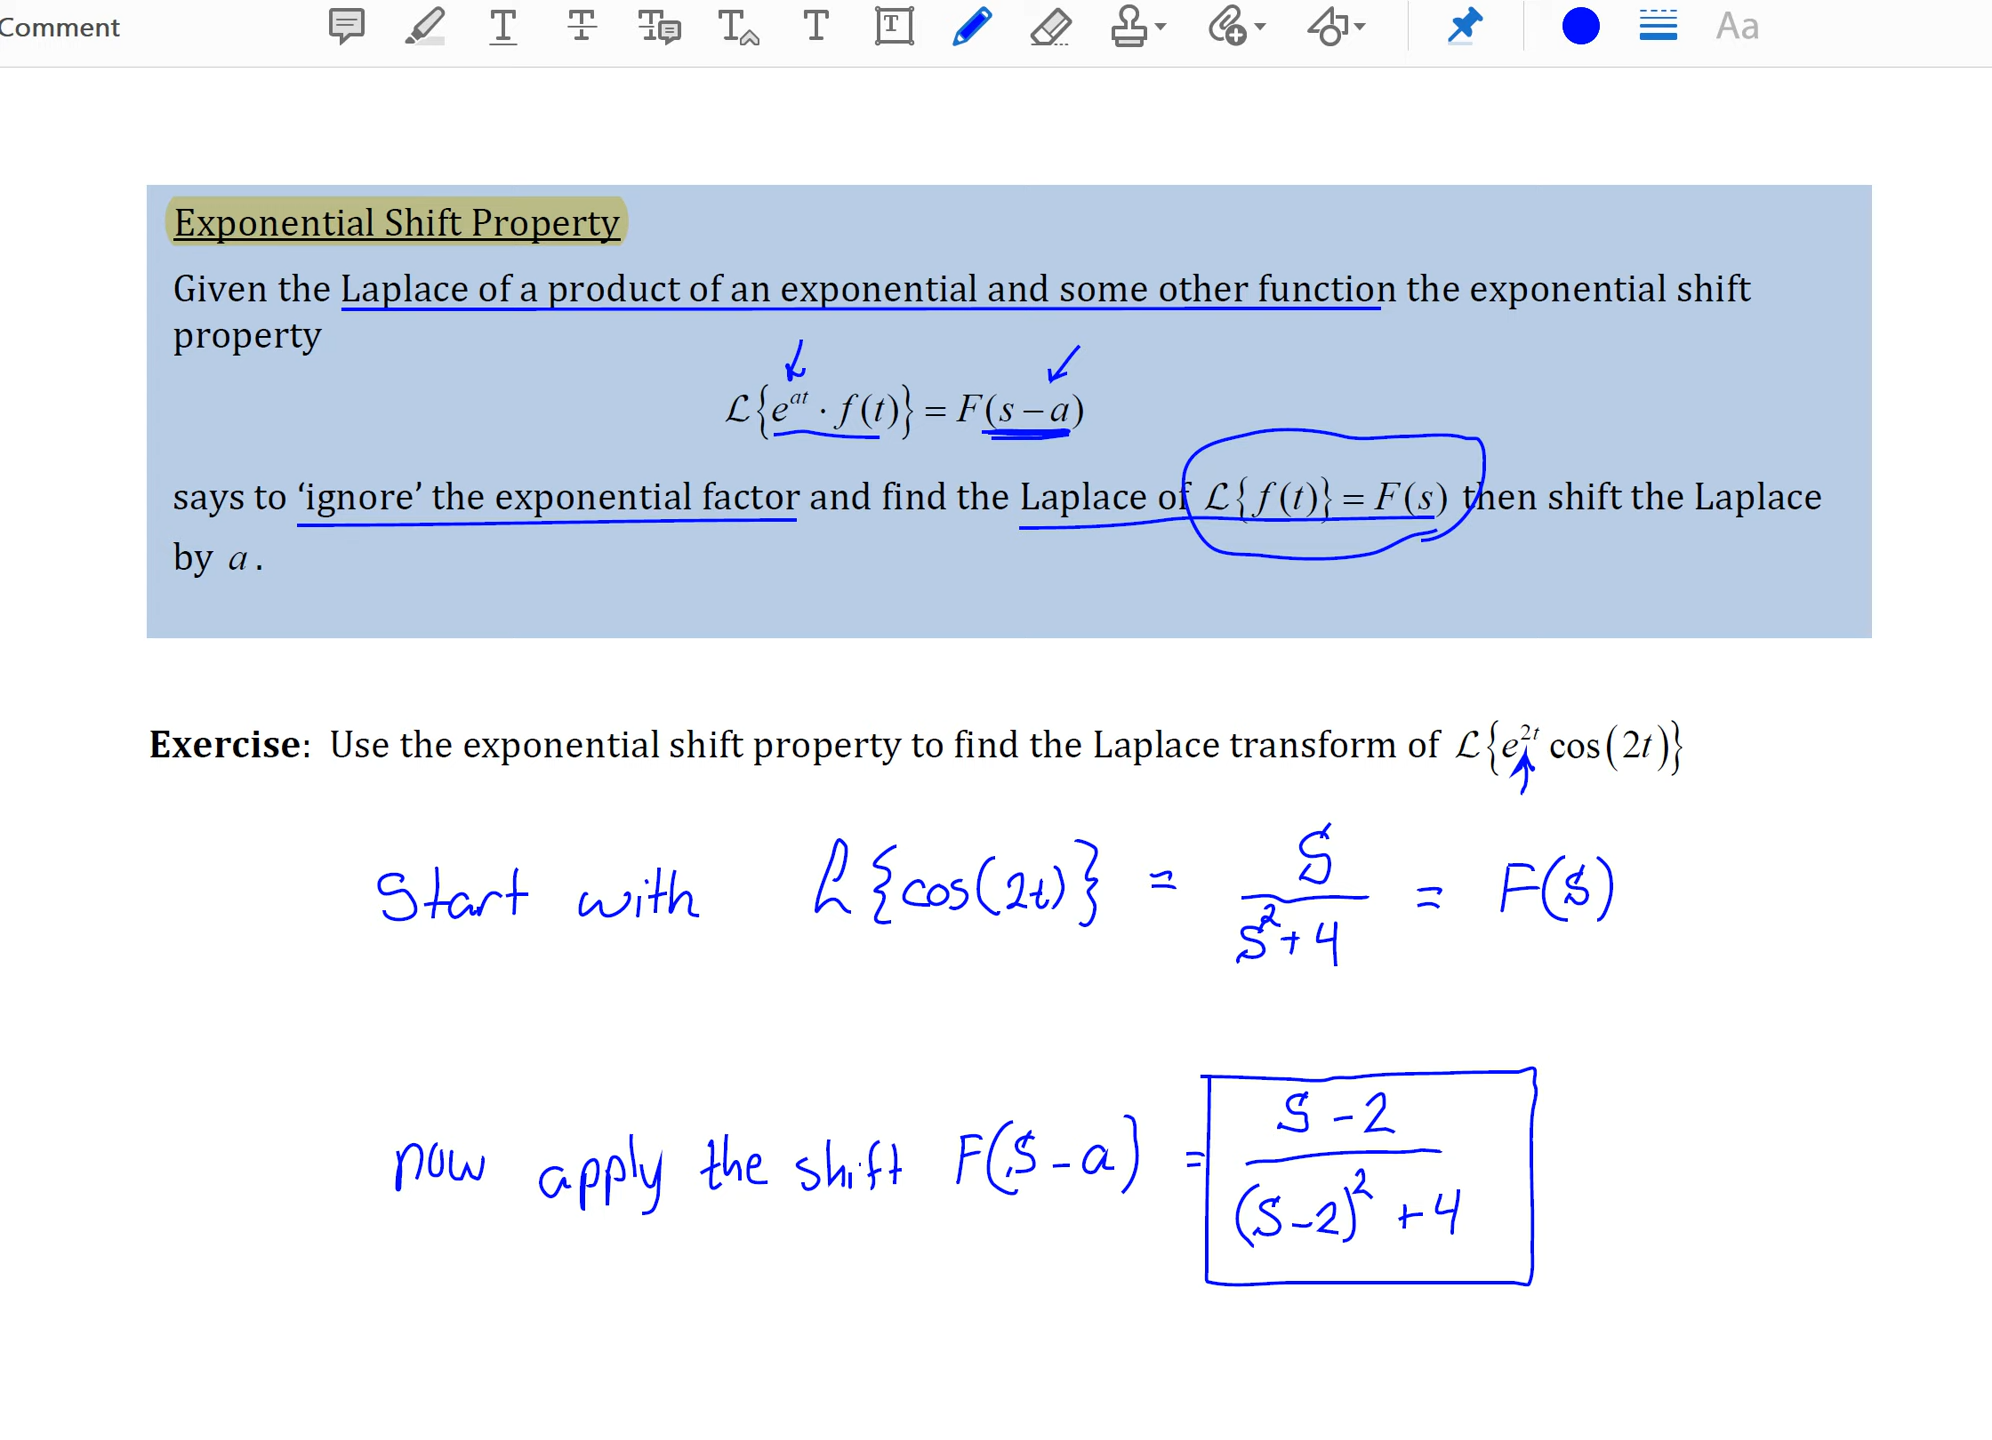 Comment
Aa
Exponential Shift Property
Given the Laplace of a product of an exponential and some other function the exponential shift
property
ℒ{e^{at} · f(t)} = F(s − a)
says to ‘ignore’ the exponential factor and find the Laplace of ℒ{f(t)} = F(s) then shift the Laplace
by a.
Exercise: Use the exponential shift property to find the Laplace transform of ℒ{e^{2t} cos(2t)}
Start with ℒ{cos(2t)} = s/(s²+4) = F(s)
now apply the shift F(s-a) = (s-2)/((s-2)²+4)